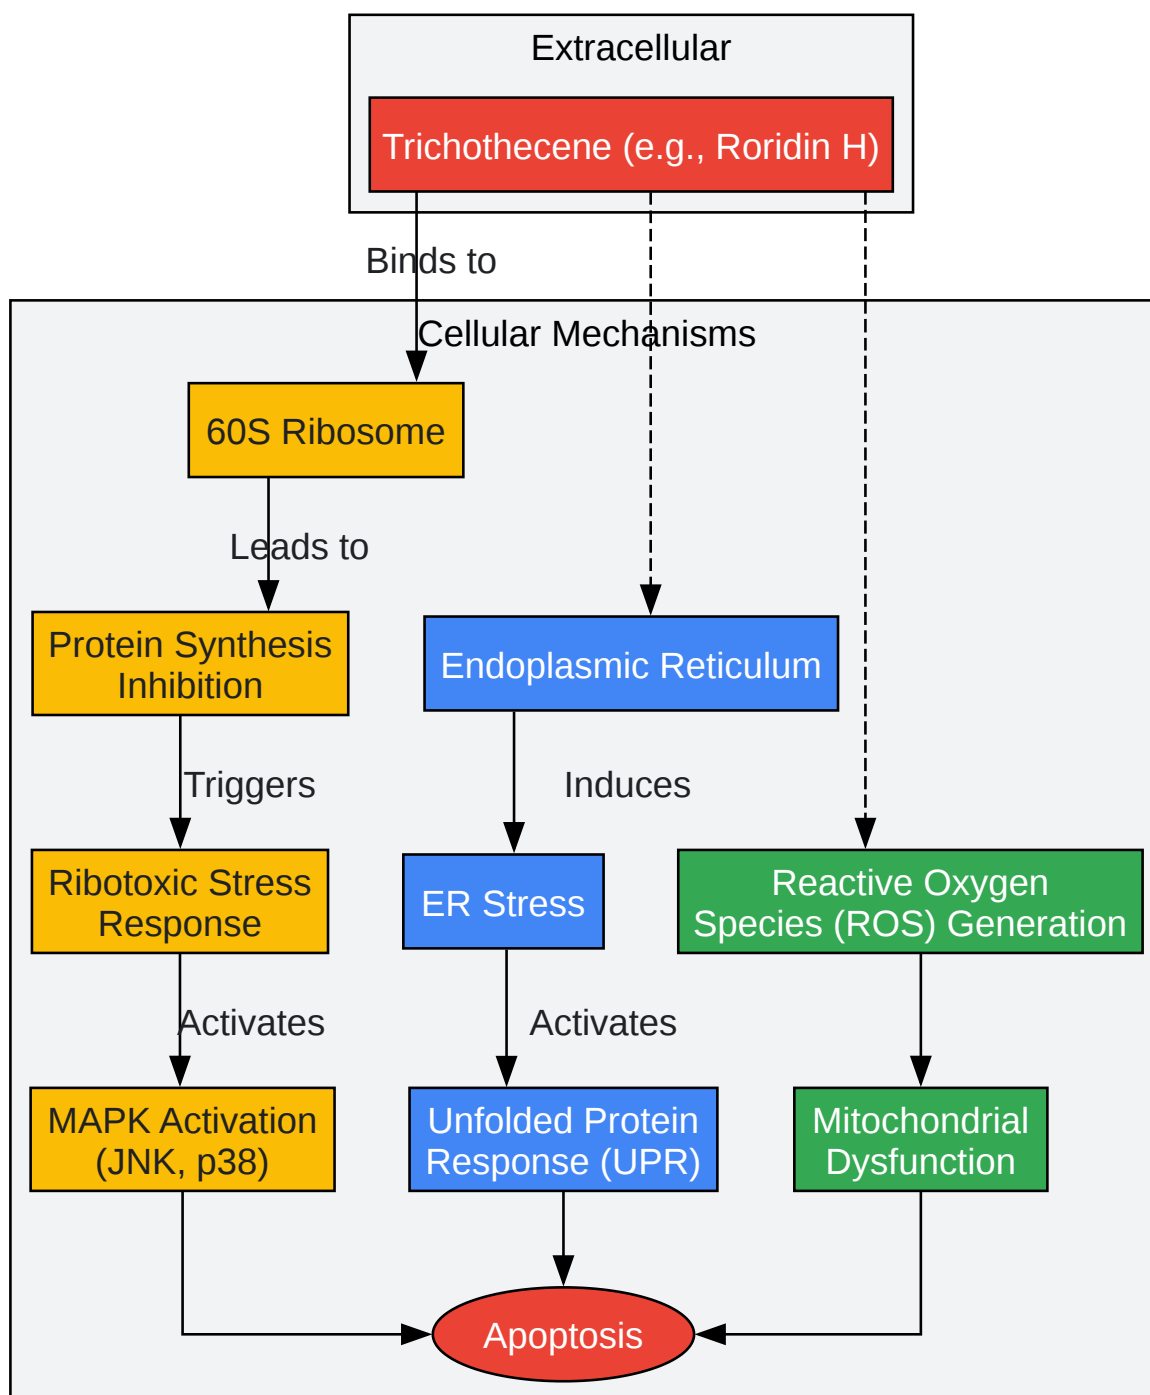 Extracellular
Trichothecene (e.g., Roridin H)
Binds to
Cellular Mechanisms
60S Ribosome
Leads to
Protein Synthesis
Inhibition
Endoplasmic Reticulum
Triggers
Induces
Ribotoxic Stress
Response
ER Stress
Reactive Oxygen
Species (ROS) Generation
Activates
Activates
MAPK Activation
(JNK, p38)
Unfolded Protein
Response (UPR)
Mitochondrial
Dysfunction
Apoptosis